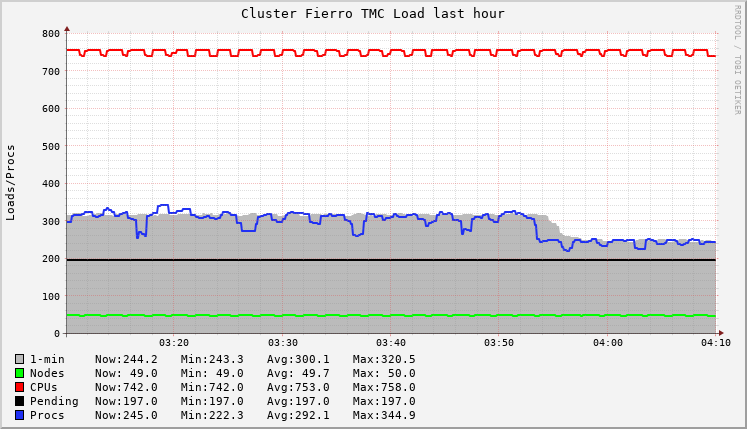 Cluster Fierro TMC Load last hour
RRDTOOL / TOBI OETIKER
Loads/Procs
800
700
600
500
400
300
200
100
0
03:20 03:30 03:40 03:50 04:00 04:10
1-min Now:244.2 Min:243.3 Avg:300.1 Max:320.5
Nodes Now: 49.0 Min: 49.0 Avg: 49.7 Max: 50.0
CPUs Now:742.0 Min:742.0 Avg:753.0 Max:758.0
Pending Now:197.0 Min:197.0 Avg:197.0 Max:197.0
Procs Now:245.0 Min:222.3 Avg:292.1 Max:344.9